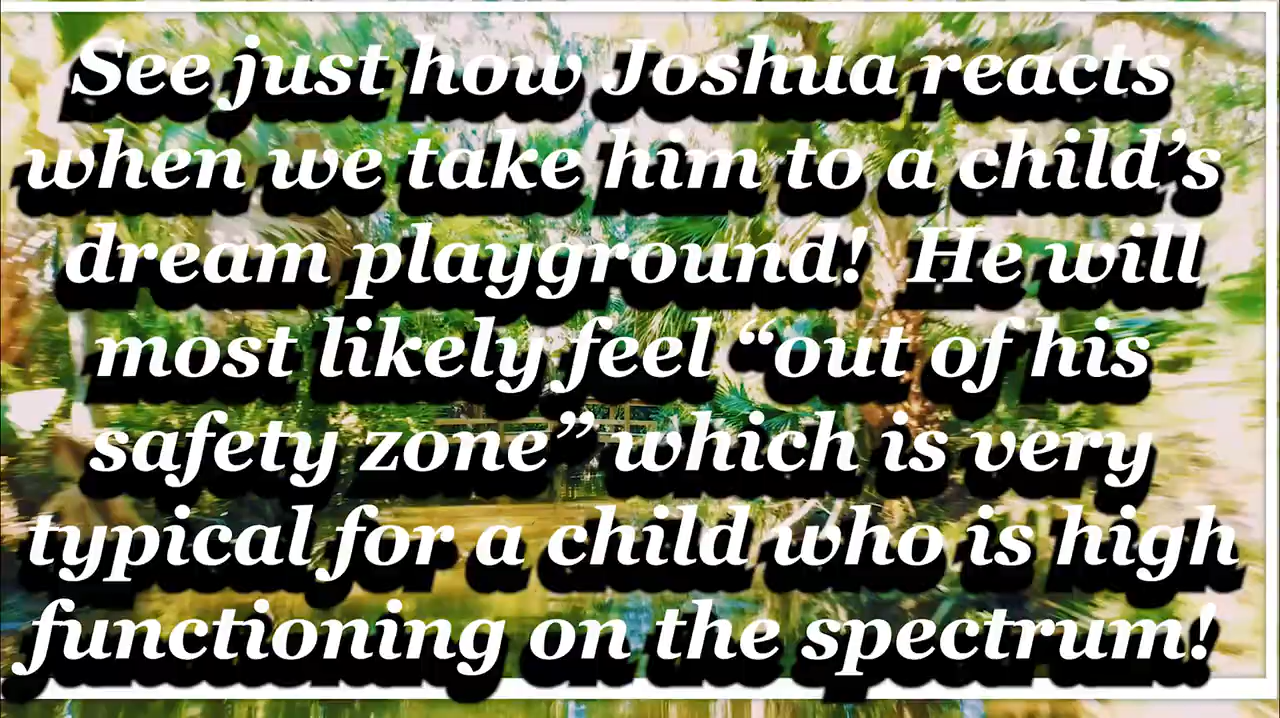 See just how Joshua reacts
when we take him to a child’s
dream playground!  He will
most likely feel “out of his
safety zone” which is very
typical for a child who is high
functioning on the spectrum!